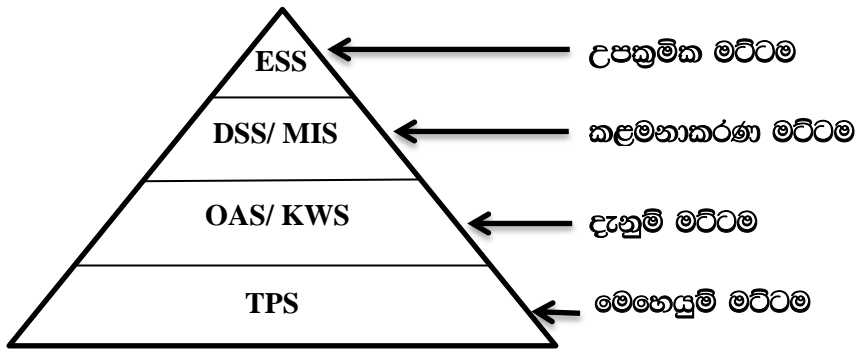 ESS
උපක්‍රමික මට්ටම
DSS/ MIS
කළමනාකරණ මට්ටම
OAS/ KWS
දැනුම් මට්ටම
TPS
මෙහෙයුම් මට්ටම